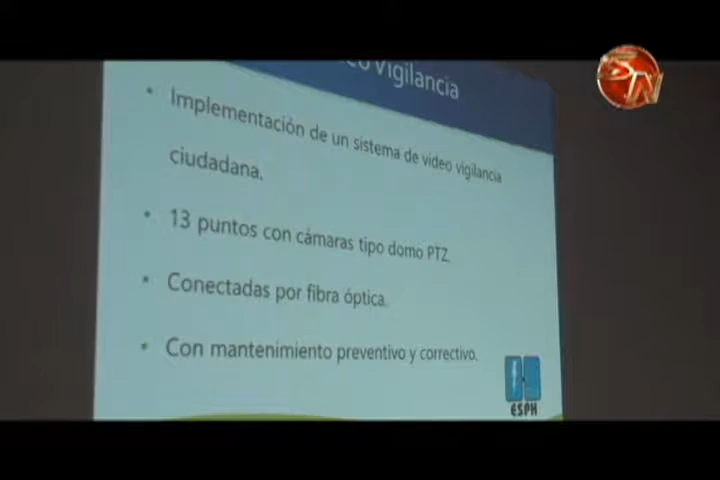 Vigilancia
• Implementación de un sistema de video vigilancia
ciudadana.
• 13 puntos con cámaras tipo domo PTZ.
• Conectadas por fibra óptica.
• Con mantenimiento preventivo y correctivo.
ESPH